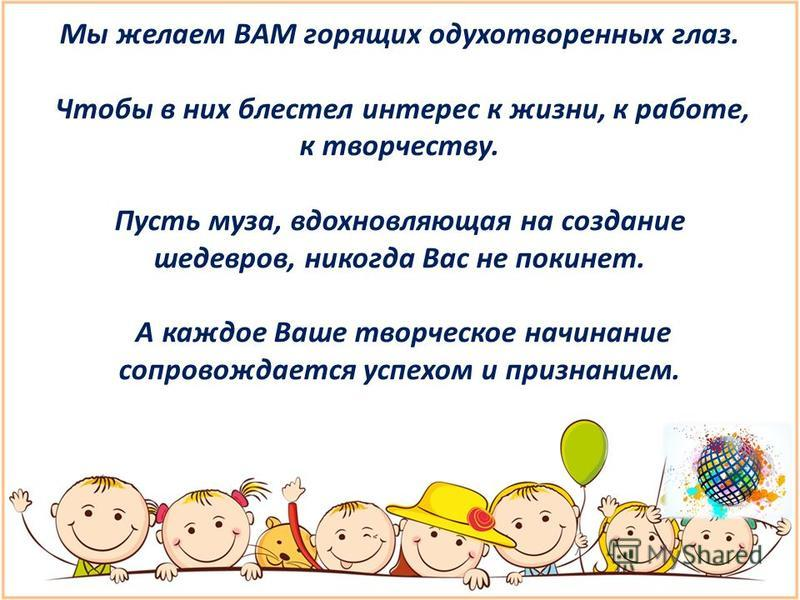 Мы желаем ВАМ горящих одухотворенных глаз.
Чтобы в них блестел интерес к жизни, к работе,
к творчеству.
Пусть муза, вдохновляющая на создание
шедевров, никогда Вас не покинет.
А каждое Ваше творческое начинание
сопровождается успехом и признанием.
MyShared